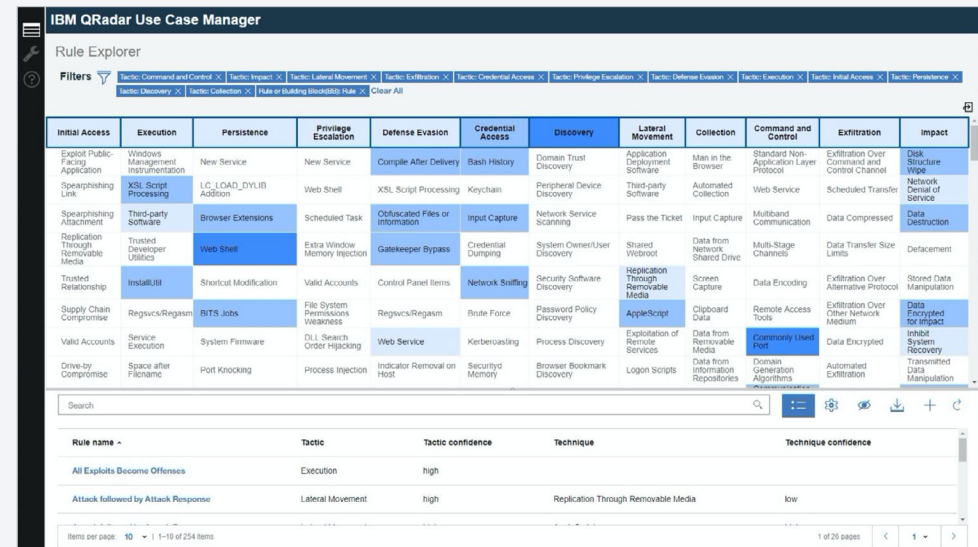 IBM QRadar Use Case Manager
Rule Explorer
Filters
Tactic: Command and Control X Tactic: Impact X Tactic: Lateral Movement X Tactic: Exfiltration X Tactic: Credential Access X Tactic: Privilege Escalation X Tactic: Defense Evasion X Tactic: Execution X Tactic: Initial Access X Tactic: Persistence X
Tactic: Discovery X Tactic: Collection X Rule or Building Block(BB): Rule X Clear All
Initial Access Execution Persistence Privilege Escalation Defense Evasion Credential Access Discovery Lateral Movement Collection Command and Control Exfiltration Impact
Exploit Public-Facing Application Windows Management Instrumentation New Service New Service Compile After Delivery Bash History Domain Trust Discovery Application Deployment Software Man in the Browser Standard Non-Application Layer Protocol Exfiltration Over Command and Control Channel Disk Structure Wipe
Spearphishing Link XSL Script Processing LC_LOAD_DYLIB Addition Web Shell XSL Script Processing Keychain Peripheral Device Discovery Third-party Software Automated Collection Web Service Scheduled Transfer Network Denial of Service
Spearphishing Attachment Third-party Software Browser Extensions Scheduled Task Obfuscated Files or Information Input Capture Network Service Scanning Pass the Ticket Input Capture Multiband Communication Data Compressed Data Destruction
Replication Through Removable Media Trusted Developer Utilities Web Shell Extra Window Memory Injection Gatekeeper Bypass Credential Dumping System Owner/User Discovery Shared Webroot Data from Network Shared Drive Multi-Stage Channels Data Transfer Size Limits Defacement
Trusted Relationship InstallUtil Shortcut Modification Valid Accounts Control Panel Items Network Sniffing Security Software Discovery Replication Through Removable Media Screen Capture Data Encoding Exfiltration Over Alternative Protocol Stored Data Manipulation
Supply Chain Compromise Regsvcs/Regasm BITS Jobs File System Permissions Weakness Regsvcs/Regasm Brute Force Password Policy Discovery AppleScript Clipboard Data Remote Access Tools Exfiltration Over Other Network Medium Data Encrypted for Impact
Valid Accounts Service Execution System Firmware DLL Search Order Hijacking Web Service Kerberoasting Process Discovery Exploitation of Remote Services Data from Removable Media Commonly Used Port Data Encrypted Inhibit System Recovery
Drive-by Compromise Space after Filename Port Knocking Process Injection Indicator Removal on Host Securityd Memory Browser Bookmark Discovery Logon Scripts Data from Information Repositories Domain Generation Algorithms Automated Exfiltration Transmitted Data Manipulation
Search
Rule name Tactic Tactic confidence Technique Technique confidence
All Exploits Become Offenses Execution high
Attack followed by Attack Response Lateral Movement high Replication Through Removable Media low
Items per page: 10 | 1–10 of 254 items 1 of 26 pages 1